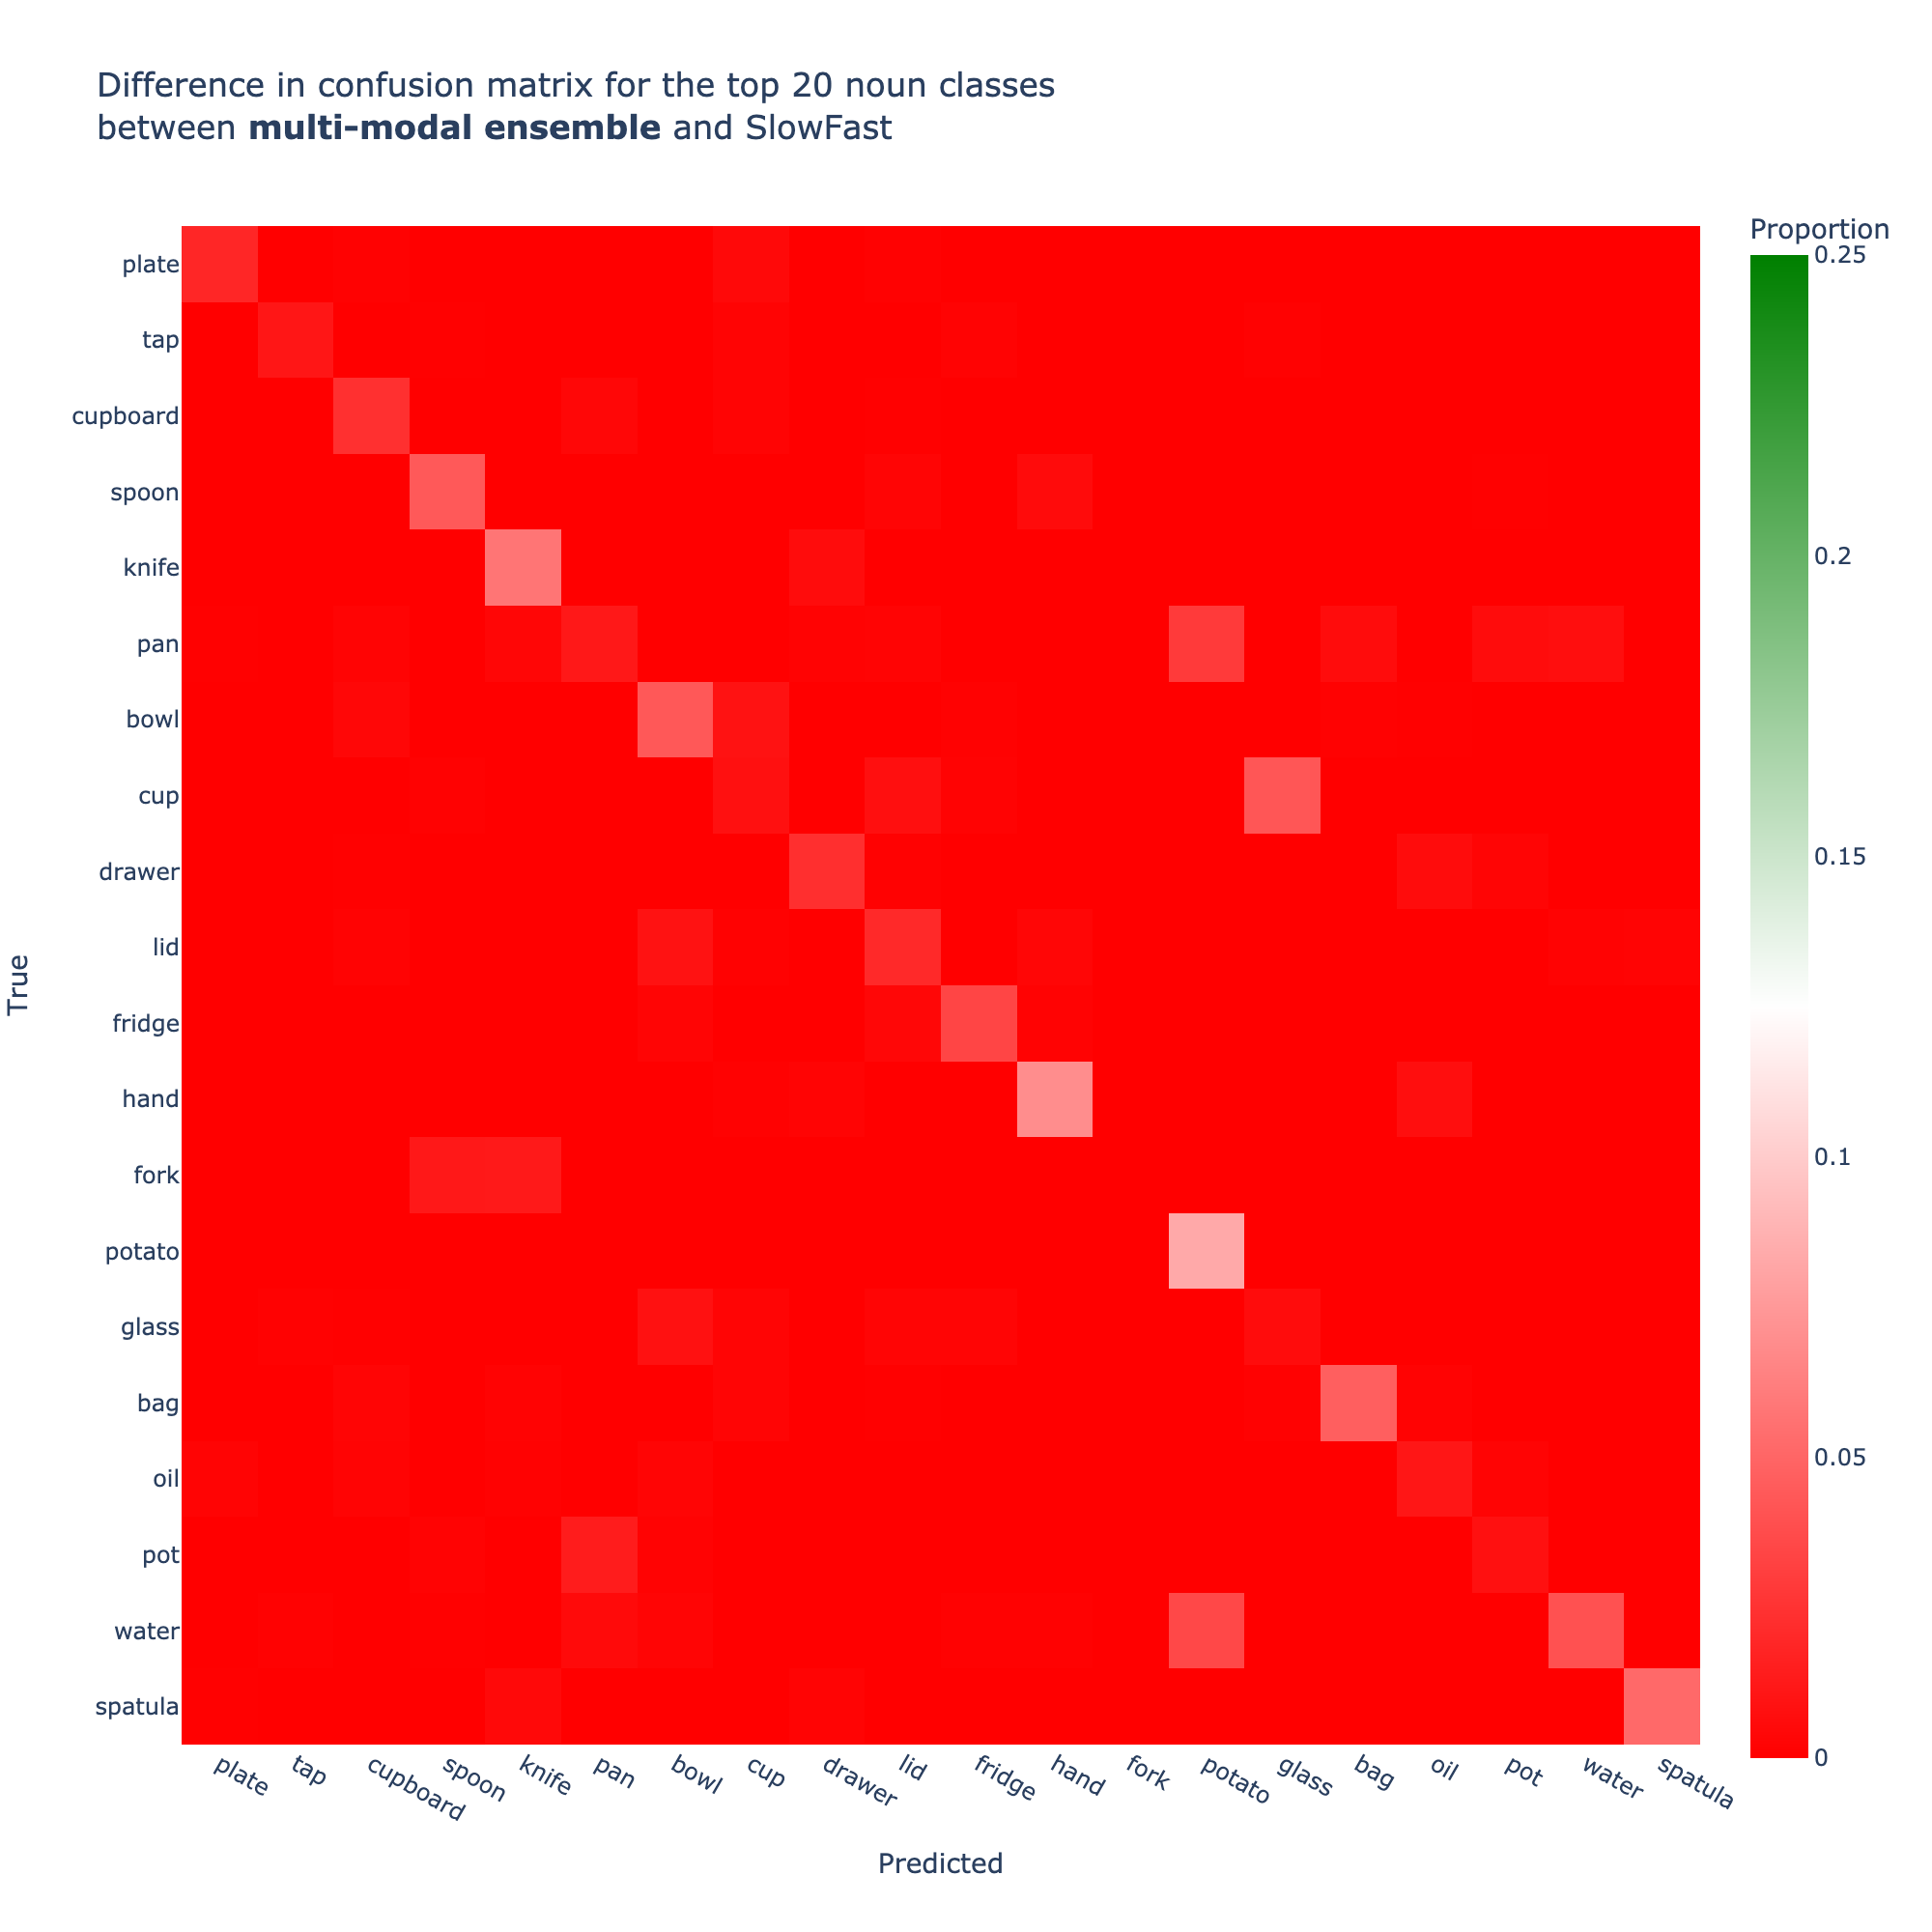 Difference in confusion matrix for the top 20 noun classes
between multi-modal ensemble and SlowFast
Proportion
0.25
0.2
0.15
0.1
0.05
0
True
plate
tap
cupboard
spoon
knife
pan
bowl
cup
drawer
lid
fridge
hand
fork
potato
glass
bag
oil
pot
water
spatula
plate
tap
cupboard
spoon
knife
pan
bowl
cup
drawer
lid
fridge
hand
fork
potato
glass
bag
oil
pot
water
spatula
Predicted